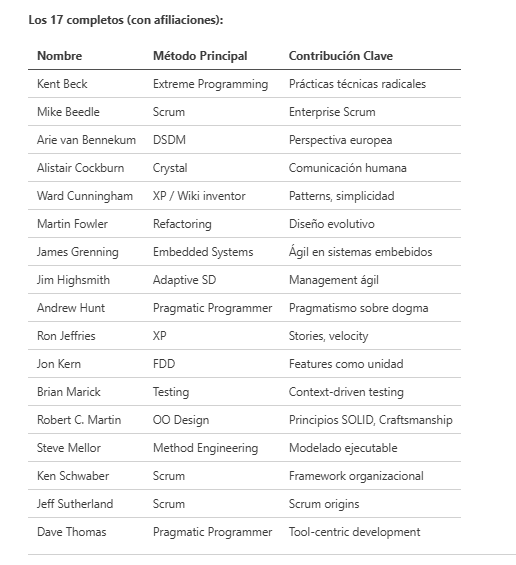 Los 17 completos (con afiliaciones):
Nombre Método Principal Contribución Clave
Kent Beck Extreme Programming Prácticas técnicas radicales
Mike Beedle Scrum Enterprise Scrum
Arie van Bennekum DSDM Perspectiva europea
Alistair Cockburn Crystal Comunicación humana
Ward Cunningham XP / Wiki inventor Patterns, simplicidad
Martin Fowler Refactoring Diseño evolutivo
James Grenning Embedded Systems Ágil en sistemas embebidos
Jim Highsmith Adaptive SD Management ágil
Andrew Hunt Pragmatic Programmer Pragmatismo sobre dogma
Ron Jeffries XP Stories, velocity
Jon Kern FDD Features como unidad
Brian Marick Testing Context-driven testing
Robert C. Martin OO Design Principios SOLID, Craftsmanship
Steve Mellor Method Engineering Modelado ejecutable
Ken Schwaber Scrum Framework organizacional
Jeff Sutherland Scrum Scrum origins
Dave Thomas Pragmatic Programmer Tool-centric development